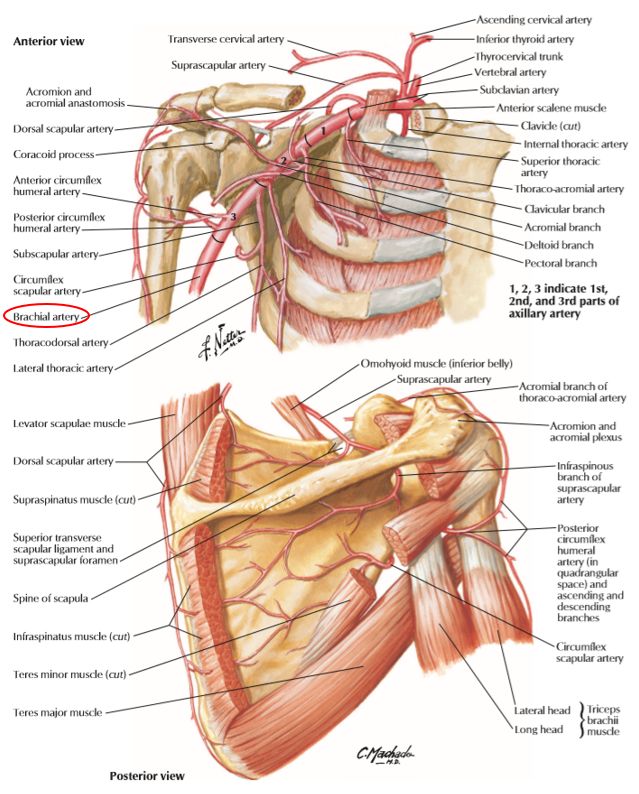 Anterior view
Ascending cervical artery
Transverse cervical artery
Inferior thyroid artery
Suprascapular artery
Thyrocervical trunk
Vertebral artery
Subclavian artery
Acromion and
acromial anastomosis
Anterior scalene muscle
Dorsal scapular artery
Clavicle (cut)
Coracoid process
Internal thoracic artery
Superior thoracic
artery
Anterior circumflex
humeral artery
Thoraco-acromial artery
Clavicular branch
Posterior circumflex
humeral artery
Acromial branch
Deltoid branch
Subscapular artery
Pectoral branch
Circumflex
scapular artery
1
2
3
1, 2, 3 indicate 1st,
2nd, and 3rd parts of
axillary artery
Brachial artery
Thoracodorsal artery
Lateral thoracic artery
F. Netter
M.D.
Omohyoid muscle (inferior belly)
Suprascapular artery
Acromial branch of
thoraco-acromial artery
Levator scapulae muscle
Acromion and
acromial plexus
Dorsal scapular artery
Infraspinous
branch of
suprascapular
artery
Supraspinatus muscle (cut)
Superior transverse
scapular ligament and
suprascapular foramen
Posterior
circumflex
humeral
artery (in
quadrangular
space) and
ascending and
descending
branches
Spine of scapula
Infraspinatus muscle (cut)
Circumflex
scapular artery
Teres minor muscle (cut)
Teres major muscle
Lateral head
Long head
Triceps
brachii
muscle
C. Machado
M.D.
Posterior view